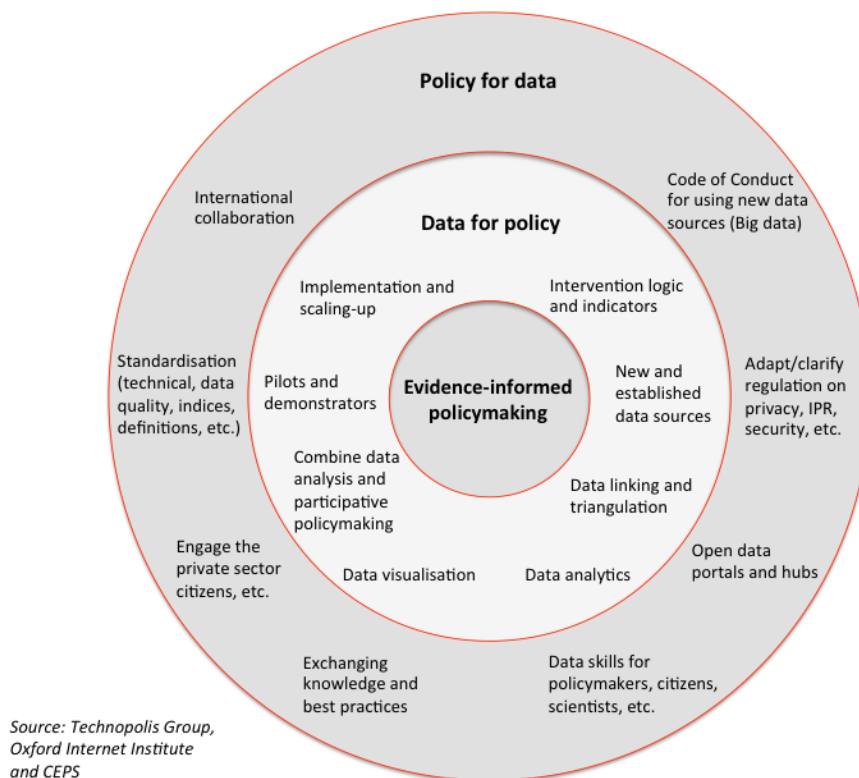 Policy for data
International
collaboration
Code of Conduct
for using new data
sources (Big data)
Data for policy
Implementation and
scaling-up
Intervention logic
and indicators
Standardisation
(technical, data
quality, indices,
definitions, etc.)
Pilots and
demonstrators
Evidence-informed
policymaking
New and
established
data sources
Adapt/clarify
regulation on
privacy, IPR,
security, etc.
Combine data
analysis and
participative
policymaking
Data linking and
triangulation
Engage the
private sector
citizens, etc.
Data visualisation
Data analytics
Open data
portals and hubs
Exchanging
knowledge and
best practices
Data skills for
policymakers, citizens,
scientists, etc.
Source: Technopolis Group,
Oxford Internet Institute
and CEPS